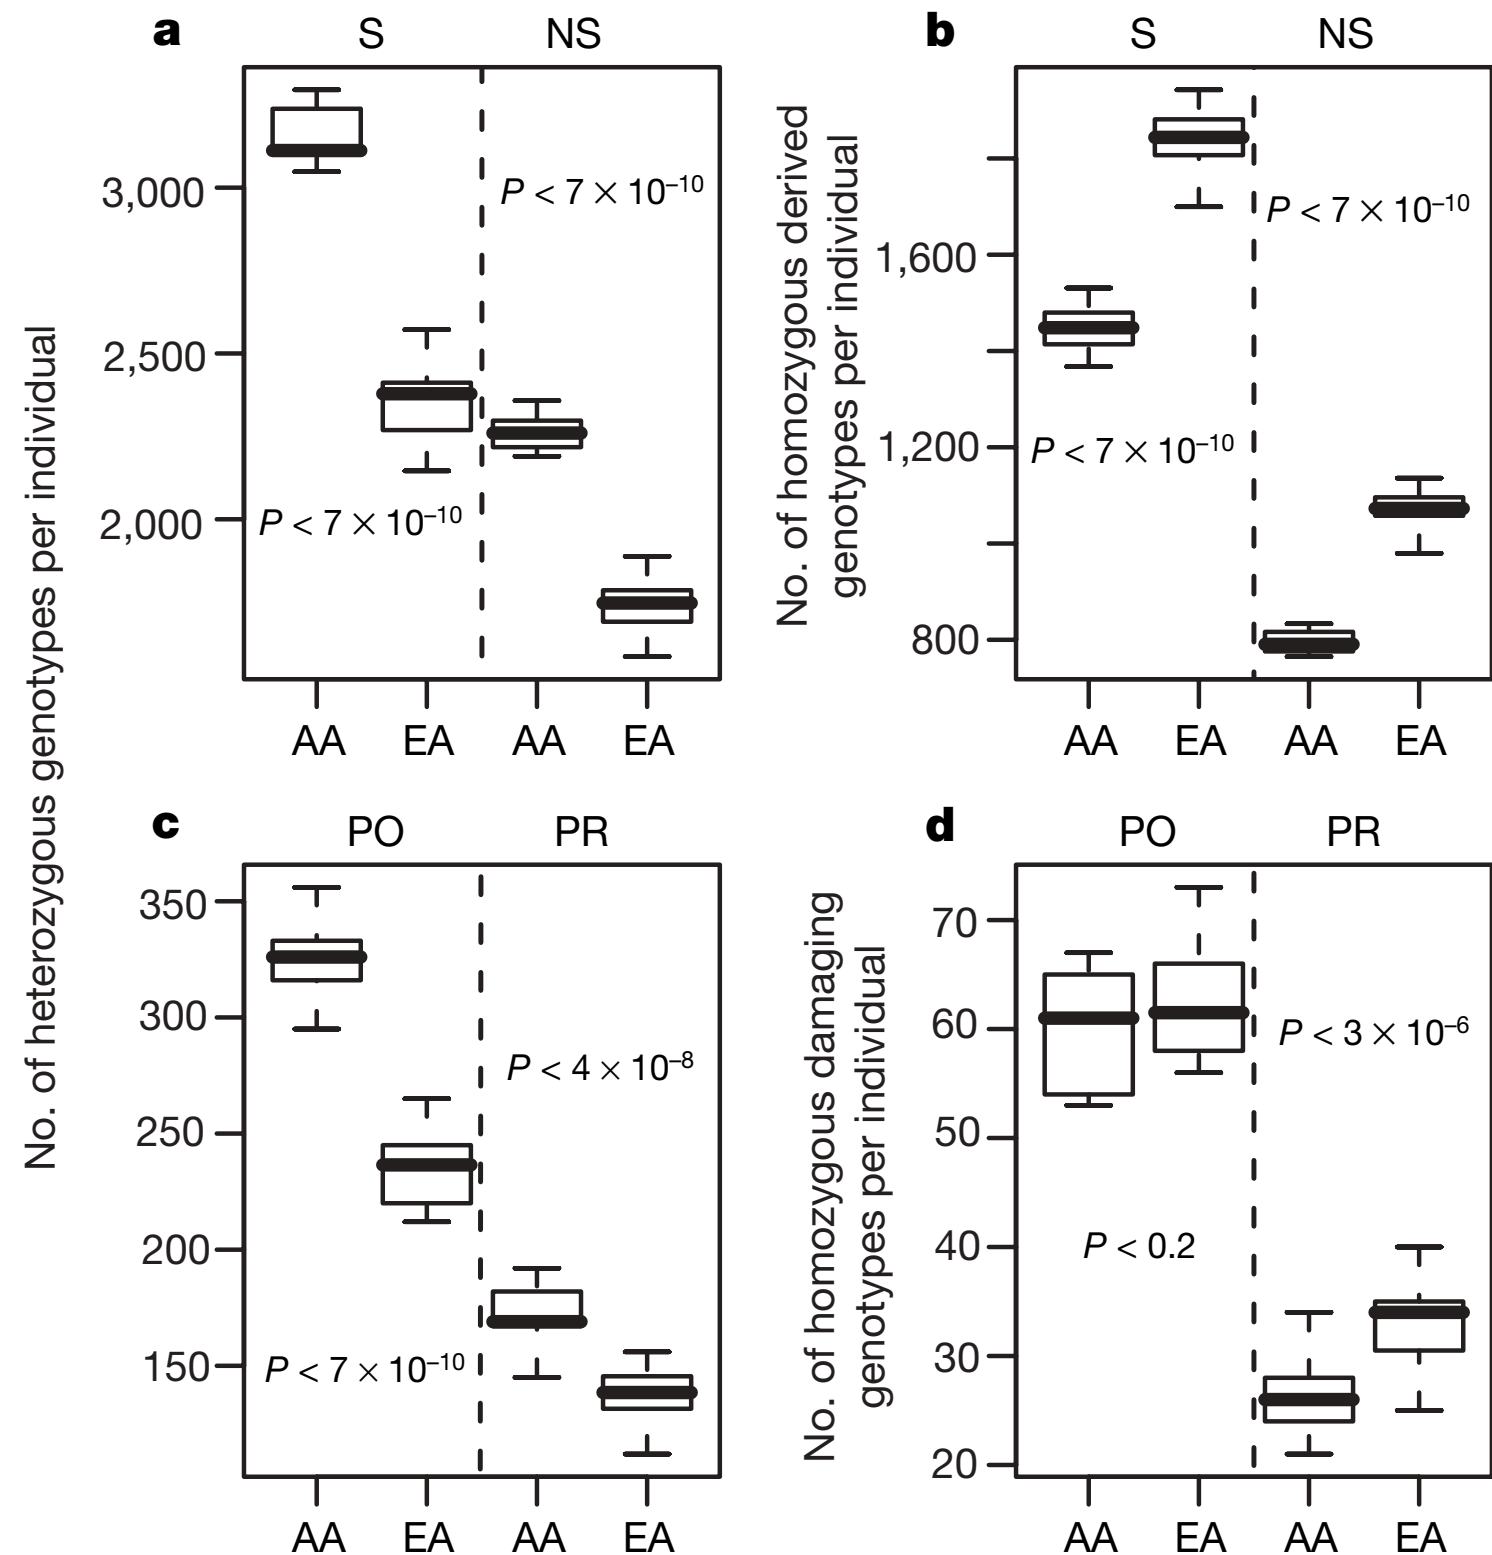 a
S NS
No. of heterozygous genotypes per individual
3,000
2,500
2,000
P < 7 × 10⁻¹⁰
P < 7 × 10⁻¹⁰
AA EA AA EA
b
S NS
No. of homozygous derived
genotypes per individual
1,600
1,200
800
P < 7 × 10⁻¹⁰
P < 7 × 10⁻¹⁰
AA EA AA EA
c
PO PR
350
300
250
200
150
P < 4 × 10⁻⁸
P < 7 × 10⁻¹⁰
AA EA AA EA
d
PO PR
No. of homozygous damaging
genotypes per individual
70
60
50
40
30
20
P < 3 × 10⁻⁶
P < 0.2
AA EA AA EA